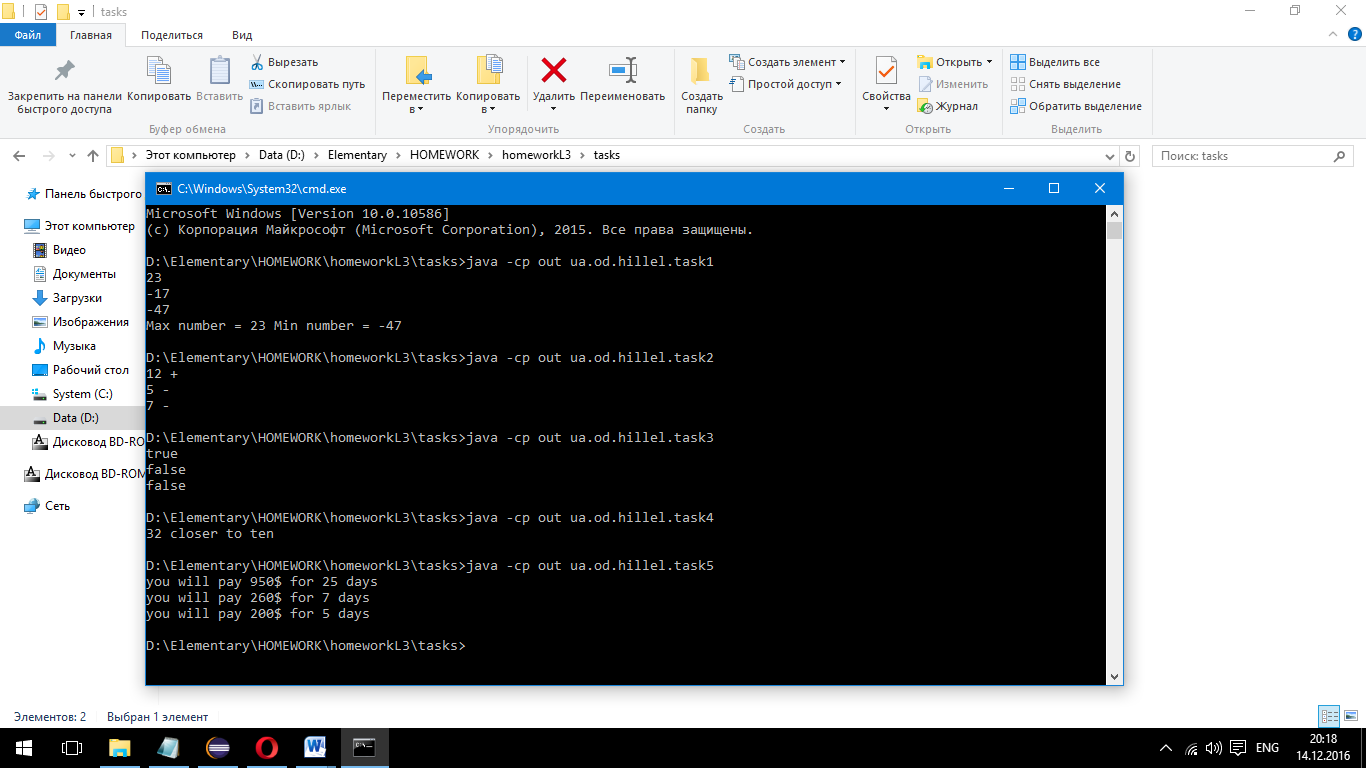 tasks
Файл Главная Поделиться Вид
Закрепить на панели быстрого доступа
Копировать
Вставить
Вырезать
Скопировать путь
Вставить ярлык
Буфер обмена
Переместить в
Копировать в
Удалить
Переименовать
Упорядочить
Создать папку
Создать элемент
Простой доступ
Создать
Свойства
Открыть
Изменить
Журнал
Открыть
Выделить все
Снять выделение
Обратить выделение
Выделить
Этот компьютер > Data (D:) > Elementary > HOMEWORK > homeworkL3 > tasks
Поиск: tasks
Панель быстрого
Этот компьютер
Видео
Документы
Загрузки
Изображения
Музыка
Рабочий стол
System (C:)
Data (D:)
Дисковод BD-RO
Дисковод BD-ROM
Сеть
C:\Windows\System32\cmd.exe
Microsoft Windows [Version 10.0.10586]
(c) Корпорация Майкрософт (Microsoft Corporation), 2015. Все права защищены.
D:\Elementary\HOMEWORK\homeworkL3\tasks>java -cp out ua.od.hillel.task1
23
-17
-47
Max number = 23 Min number = -47
D:\Elementary\HOMEWORK\homeworkL3\tasks>java -cp out ua.od.hillel.task2
12 +
5 -
7 -
D:\Elementary\HOMEWORK\homeworkL3\tasks>java -cp out ua.od.hillel.task3
true
false
false
D:\Elementary\HOMEWORK\homeworkL3\tasks>java -cp out ua.od.hillel.task4
32 closer to ten
D:\Elementary\HOMEWORK\homeworkL3\tasks>java -cp out ua.od.hillel.task5
you will pay 950$ for 25 days
you will pay 260$ for 7 days
you will pay 200$ for 5 days
D:\Elementary\HOMEWORK\homeworkL3\tasks>
Элементов: 2 Выбран 1 элемент
ENG
20:18
14.12.2016